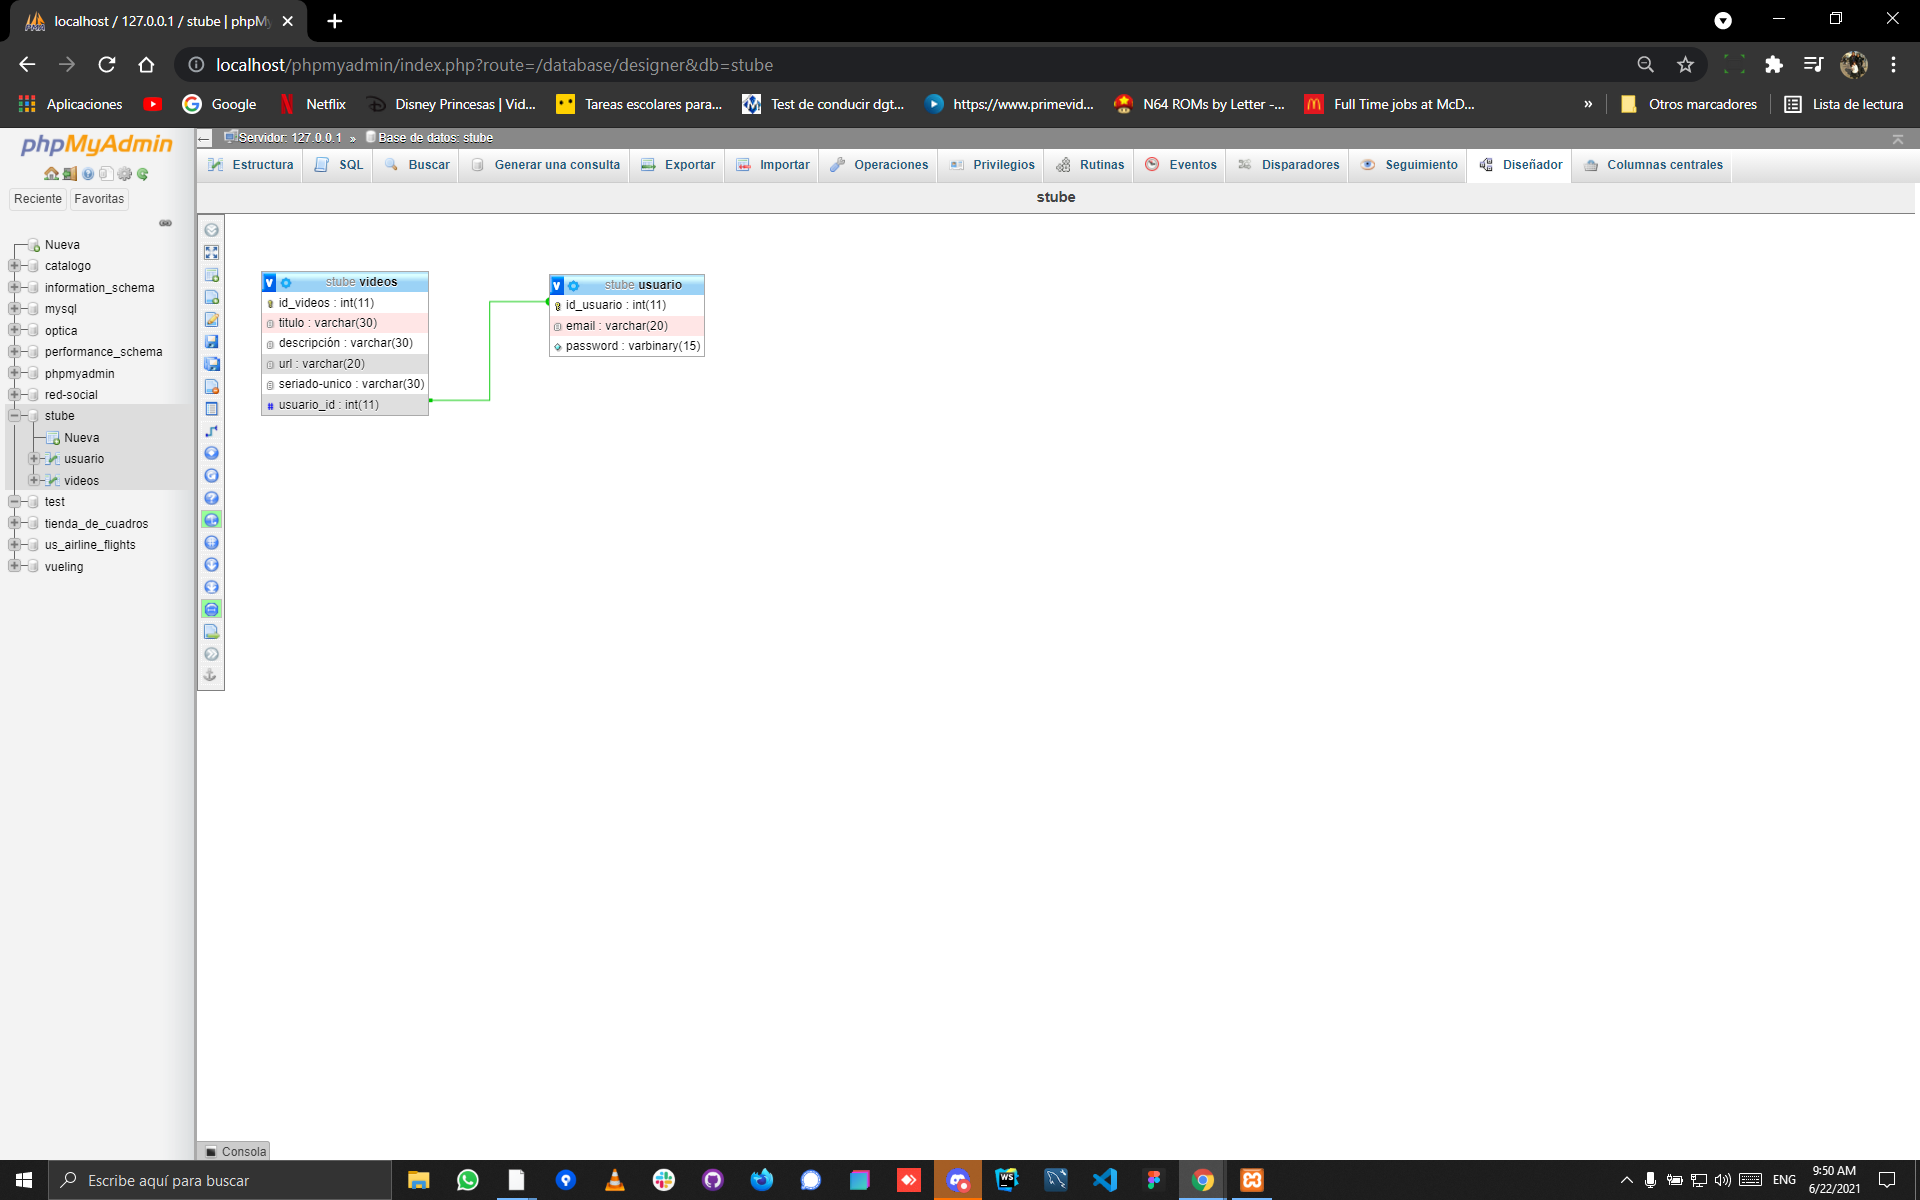 localhost / 127.0.0.1 / stube | phpMy
localhost/phpmyadmin/index.php?route=/database/designer&db=stube
Aplicaciones
Google
Netflix
Disney Princesas | Vid...
Tareas escolares para...
Test de conducir dgt...
https://www.primevid...
N64 ROMs by Letter -...
Full Time jobs at McD...
»
Otros marcadores
Lista de lectura
phpMyAdmin
Reciente
Favoritas
Nueva
catalogo
information_schema
mysql
optica
performance_schema
phpmyadmin
red-social
stube
Nueva
usuario
videos
test
tienda_de_cuadros
us_airline_flights
vueling
Servidor: 127.0.0.1 » Base de datos: stube
Estructura
SQL
Buscar
Generar una consulta
Exportar
Importar
Operaciones
Privilegios
Rutinas
Eventos
Disparadores
Seguimiento
Diseñador
Columnas centrales
stube
v stube videos
id_videos : int(11)
titulo : varchar(30)
descripción : varchar(30)
url : varchar(20)
seriado-unico : varchar(30)
# usuario_id : int(11)
v stube usuario
id_usuario : int(11)
email : varchar(20)
password : varbinary(15)
Consola
Escribe aquí para buscar
WS
ENG
9:50 AM
6/22/2021